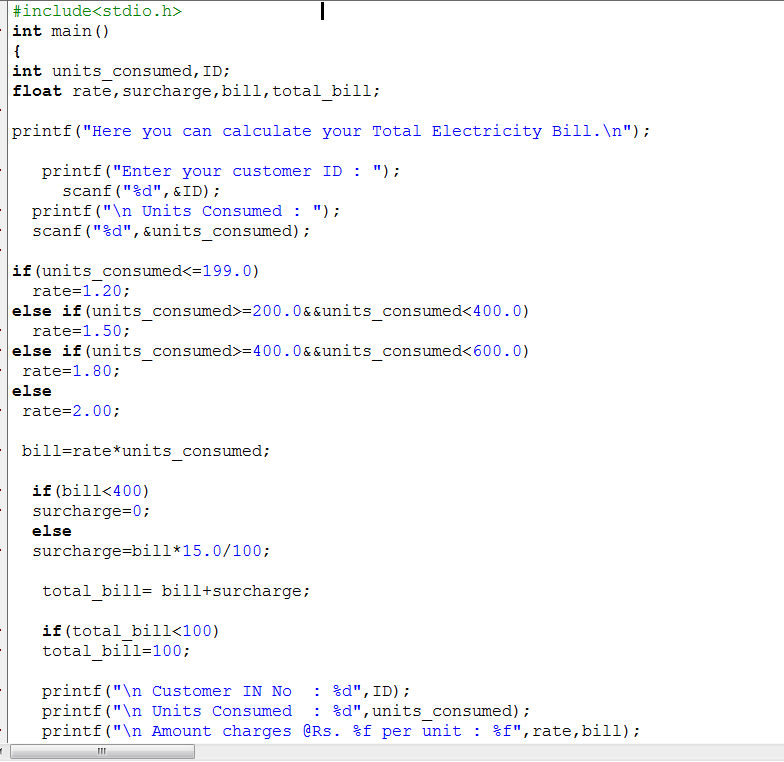 #include<stdio.h>
int main()
{
int units_consumed,ID;
float rate,surcharge,bill,total_bill;
printf("Here you can calculate your Total Electricity Bill.\n");
printf("Enter your customer ID : ");
scanf("%d",&ID);
printf("\n Units Consumed : ");
scanf("%d",&units_consumed);
if(units_consumed<=199.0)
rate=1.20;
else if(units_consumed>=200.0&&units_consumed<400.0)
rate=1.50;
else if(units_consumed>=400.0&&units_consumed<600.0)
rate=1.80;
else
rate=2.00;
bill=rate*units_consumed;
if(bill<400)
surcharge=0;
else
surcharge=bill*15.0/100;
total_bill= bill+surcharge;
if(total_bill<100)
total_bill=100;
printf("\n Customer IN No  : %d",ID);
printf("\n Units Consumed  : %d",units_consumed);
printf("\n Amount charges @Rs. %f per unit : %f",rate,bill);